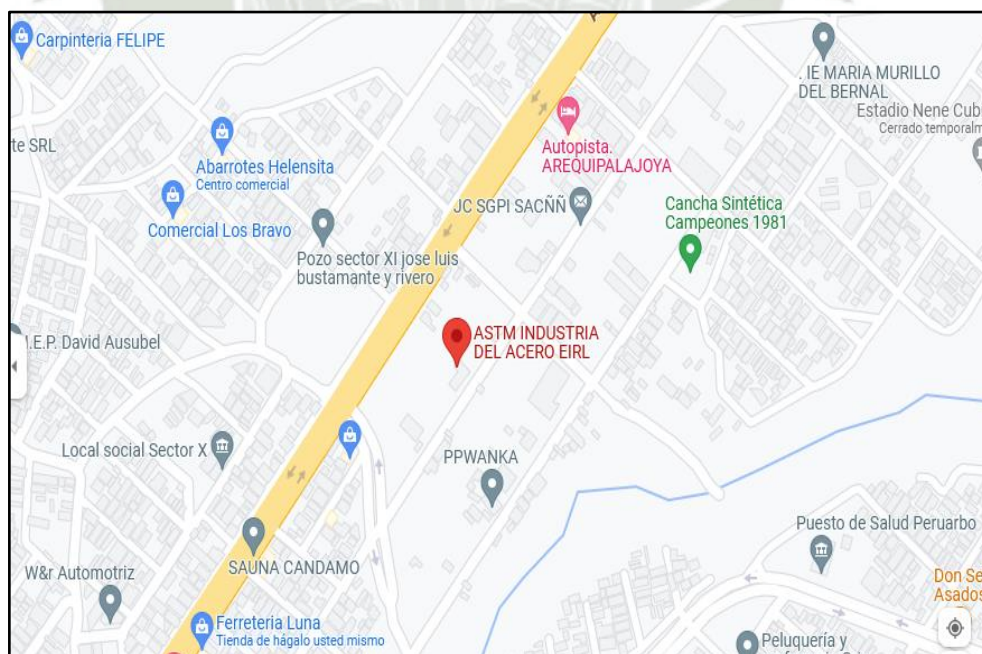 Carpinteria FELIPE
. IE MARIA MURILLO
DEL BERNAL
Estadio Nene Cub
Cerrado temporalm
te SRL
Abarrotes Helensita
Centro comercial
Autopista.
AREQUIPALAJOYA
Comercial Los Bravo
JC SGPI SACÑÑ
Cancha Sintética
Campeones 1981
Pozo sector XI jose luis
bustamante y rivero
.E.P. David Ausubel
ASTM INDUSTRIA
DEL ACERO EIRL
Local social Sector X
PPWANKA
Puesto de Salud Peruarbo
SAUNA CANDAMO
W&r Automotriz
Don Se
Asados
Ferreteria Luna
Tienda de hágalo usted mismo
Peluquería y